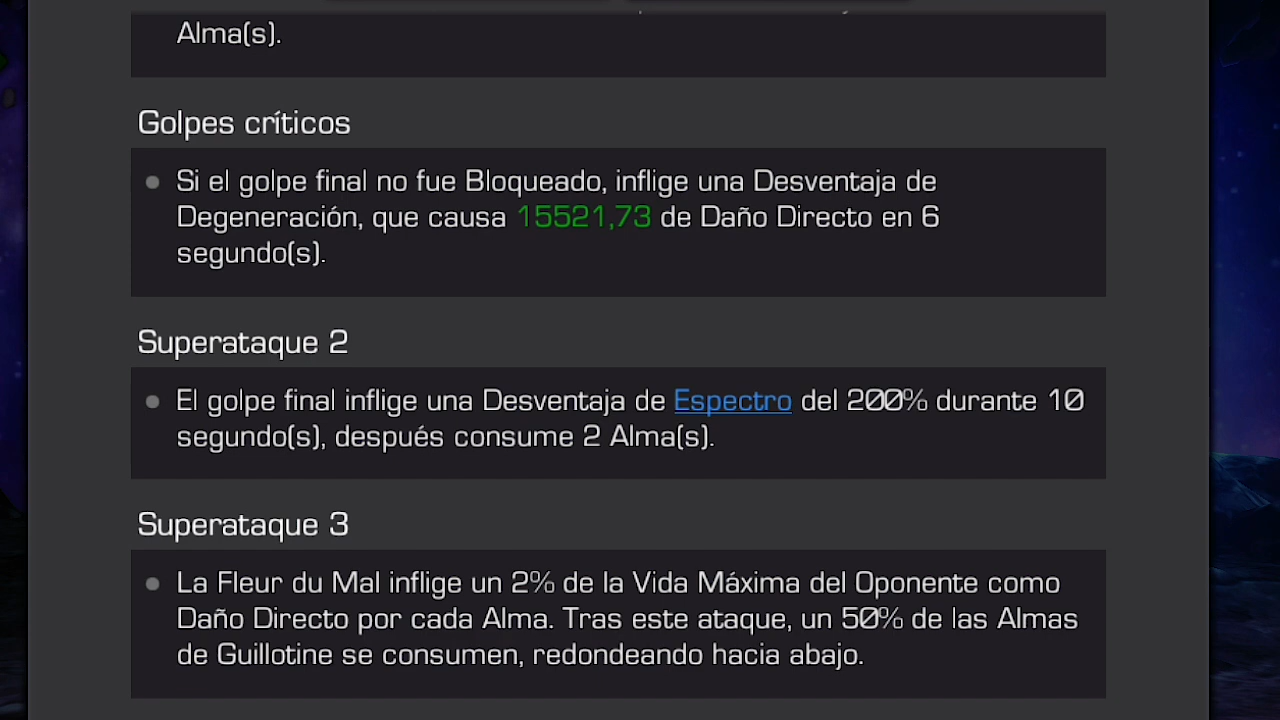 Alma(s).
Golpes críticos
Si el golpe final no fue Bloqueado, inflige una Desventaja de
Degeneración, que causa 15521,73 de Daño Directo en 6
segundo(s).
Superataque 2
El golpe final inflige una Desventaja de Espectro del 200% durante 10
segundo(s), después consume 2 Alma(s).
Superataque 3
La Fleur du Mal inflige un 2% de la Vida Máxima del Oponente como
Daño Directo por cada Alma. Tras este ataque, un 50% de las Almas
de Guillotine se consumen, redondeando hacia abajo.